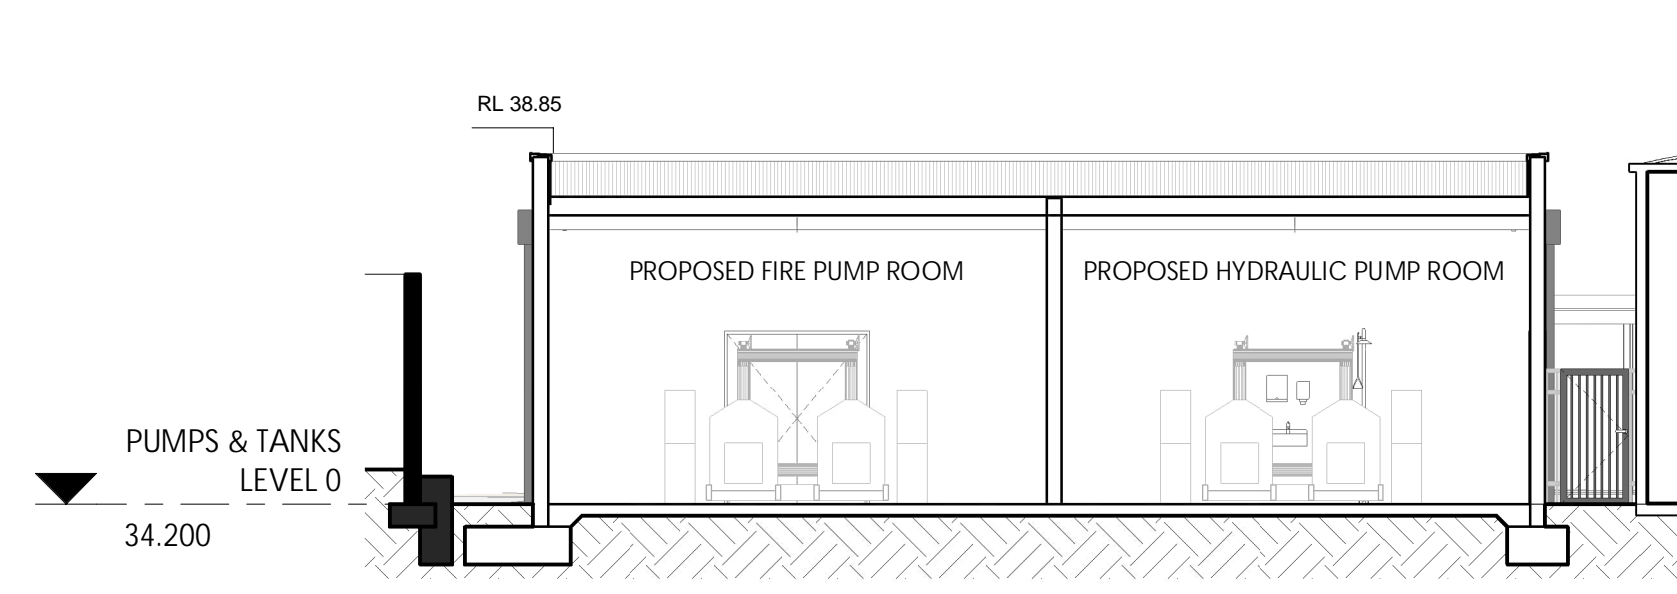 RL 38.85
PROPOSED FIRE PUMP ROOM
PROPOSED HYDRAULIC PUMP ROOM
PUMPS & TANKS
LEVEL 0
34.200